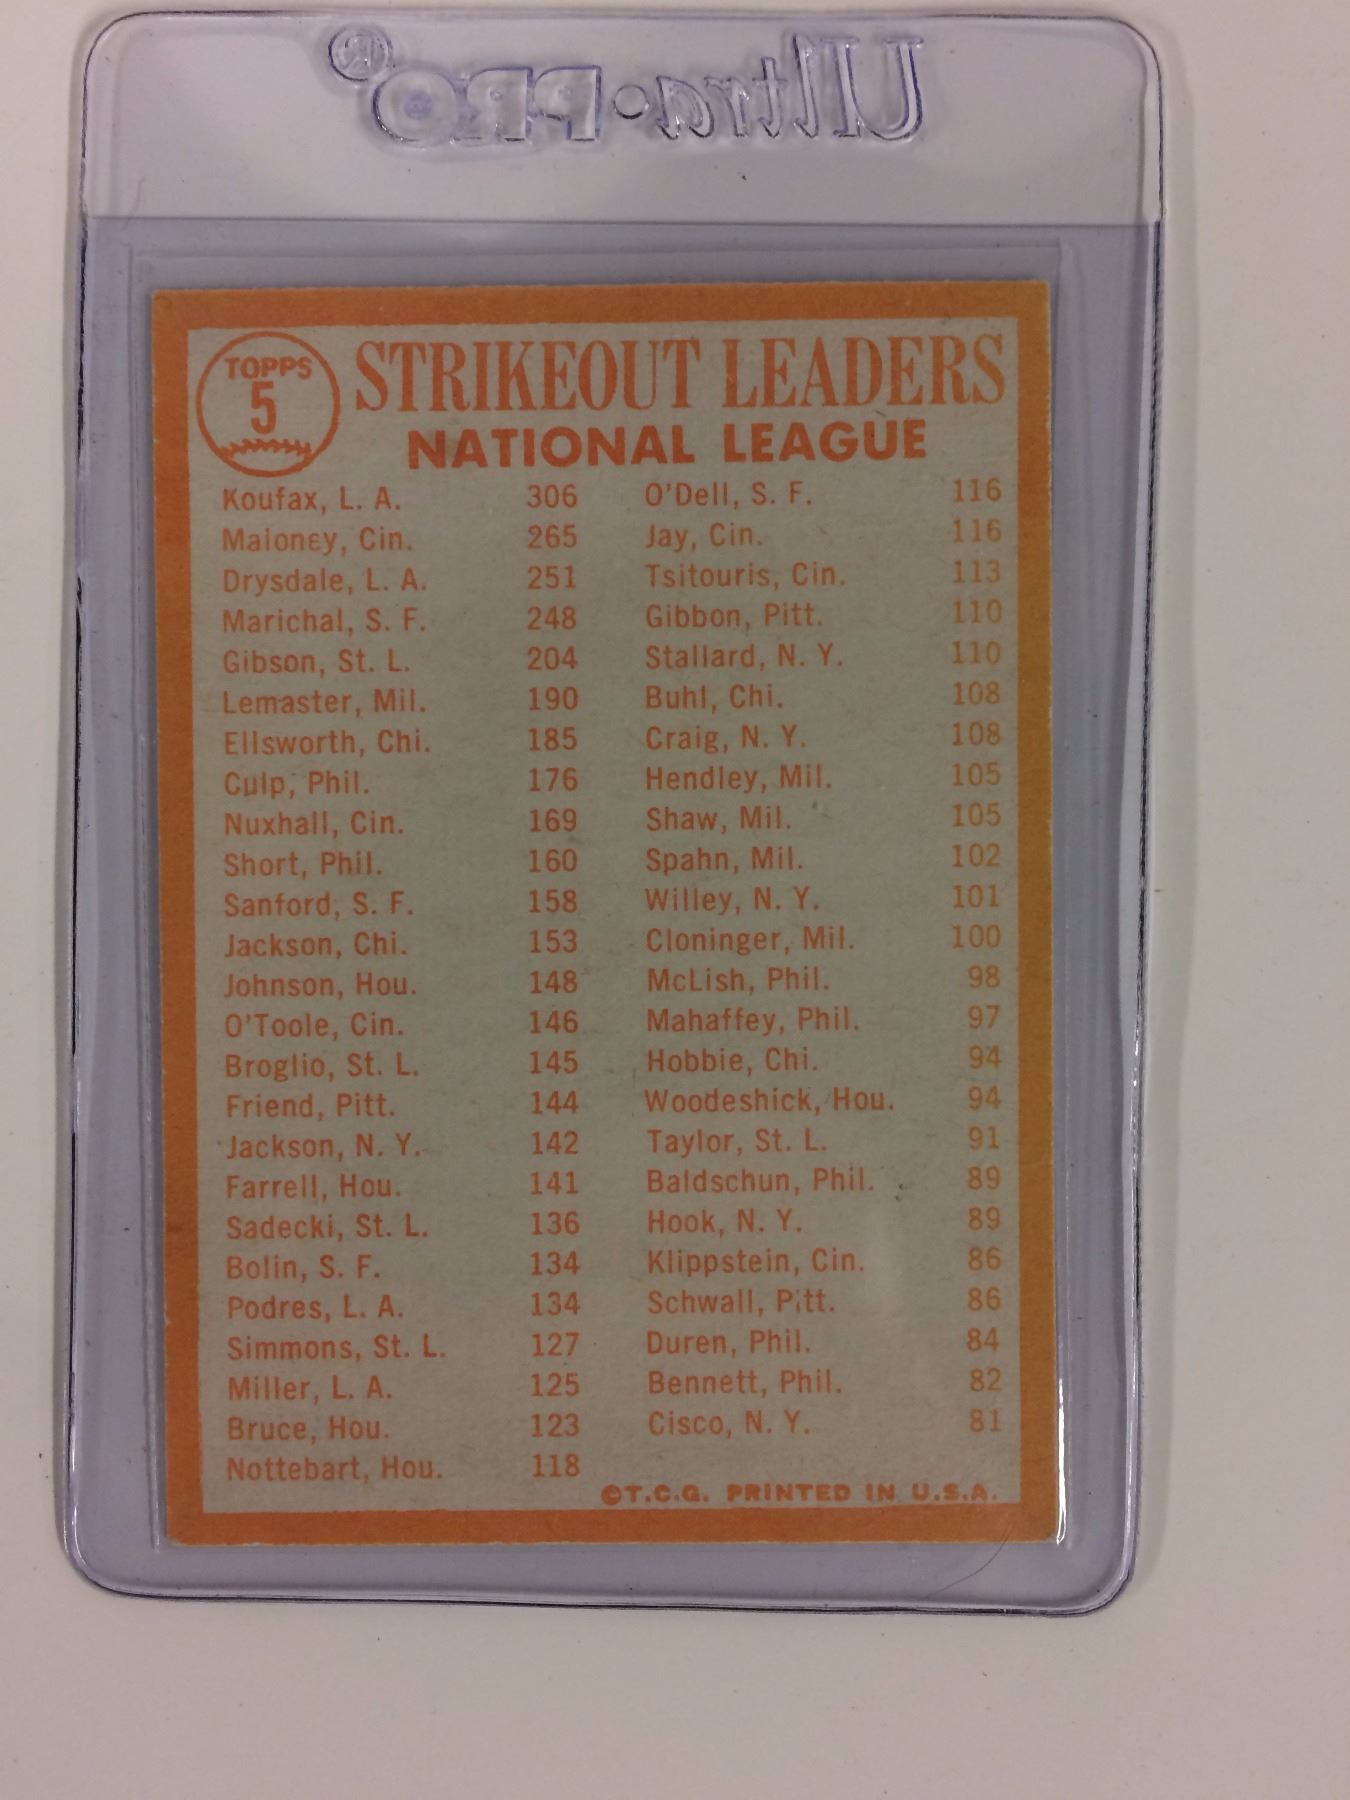 Ultra•PRO®
TOPPS
5
STRIKEOUT LEADERS
NATIONAL LEAGUE
Koufax, L. A. 306
Maloney, Cin. 265
Drysdale, L. A. 251
Marichal, S. F. 248
Gibson, St. L. 204
Lemaster, Mil. 190
Ellsworth, Chi. 185
Culp, Phil. 176
Nuxhall, Cin. 169
Short, Phil. 160
Sanford, S. F. 158
Jackson, Chi. 153
Johnson, Hou. 148
O'Toole, Cin. 146
Broglio, St. L. 145
Friend, Pitt. 144
Jackson, N. Y. 142
Farrell, Hou. 141
Sadecki, St. L. 136
Bolin, S. F. 134
Podres, L. A. 134
Simmons, St. L. 127
Miller, L. A. 125
Bruce, Hou. 123
Nottebart, Hou. 118
O'Dell, S. F. 116
Jay, Cin. 116
Tsitouris, Cin. 113
Gibbon, Pitt. 110
Stallard, N. Y. 110
Buhl, Chi. 108
Craig, N. Y. 108
Hendley, Mil. 105
Shaw, Mil. 105
Spahn, Mil. 102
Willey, N. Y. 101
Cloninger, Mil. 100
McLish, Phil. 98
Mahaffey, Phil. 97
Hobbie, Chi. 94
Woodeshick, Hou. 94
Taylor, St. L. 91
Baldschun, Phil. 89
Hook, N. Y. 89
Klippstein, Cin. 86
Schwall, Pitt. 86
Duren, Phil. 84
Bennett, Phil. 82
Cisco, N. Y. 81
©T.C.G. PRINTED IN U.S.A.